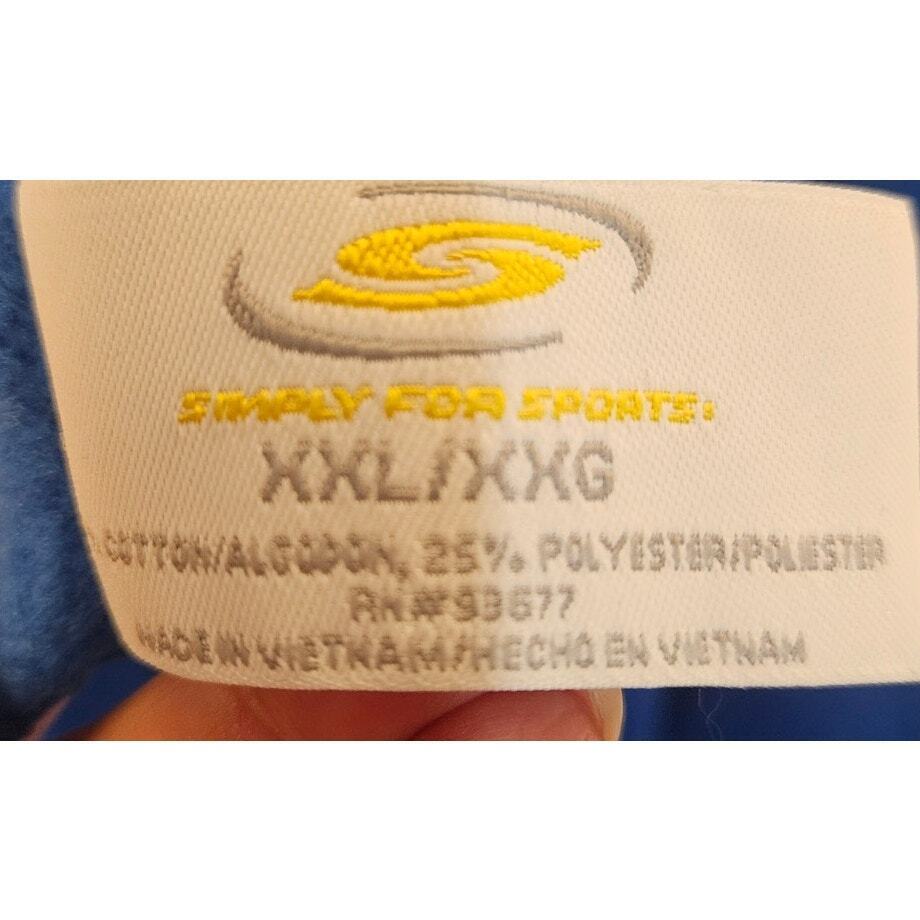 SIMPLY FOR SPORTS
XXL/XXG
COTTON/ALGODON, 25% POLYESTER/POLIESTER
RN# 93677
MADE IN VIETNAM/HECHO EN VIETNAM